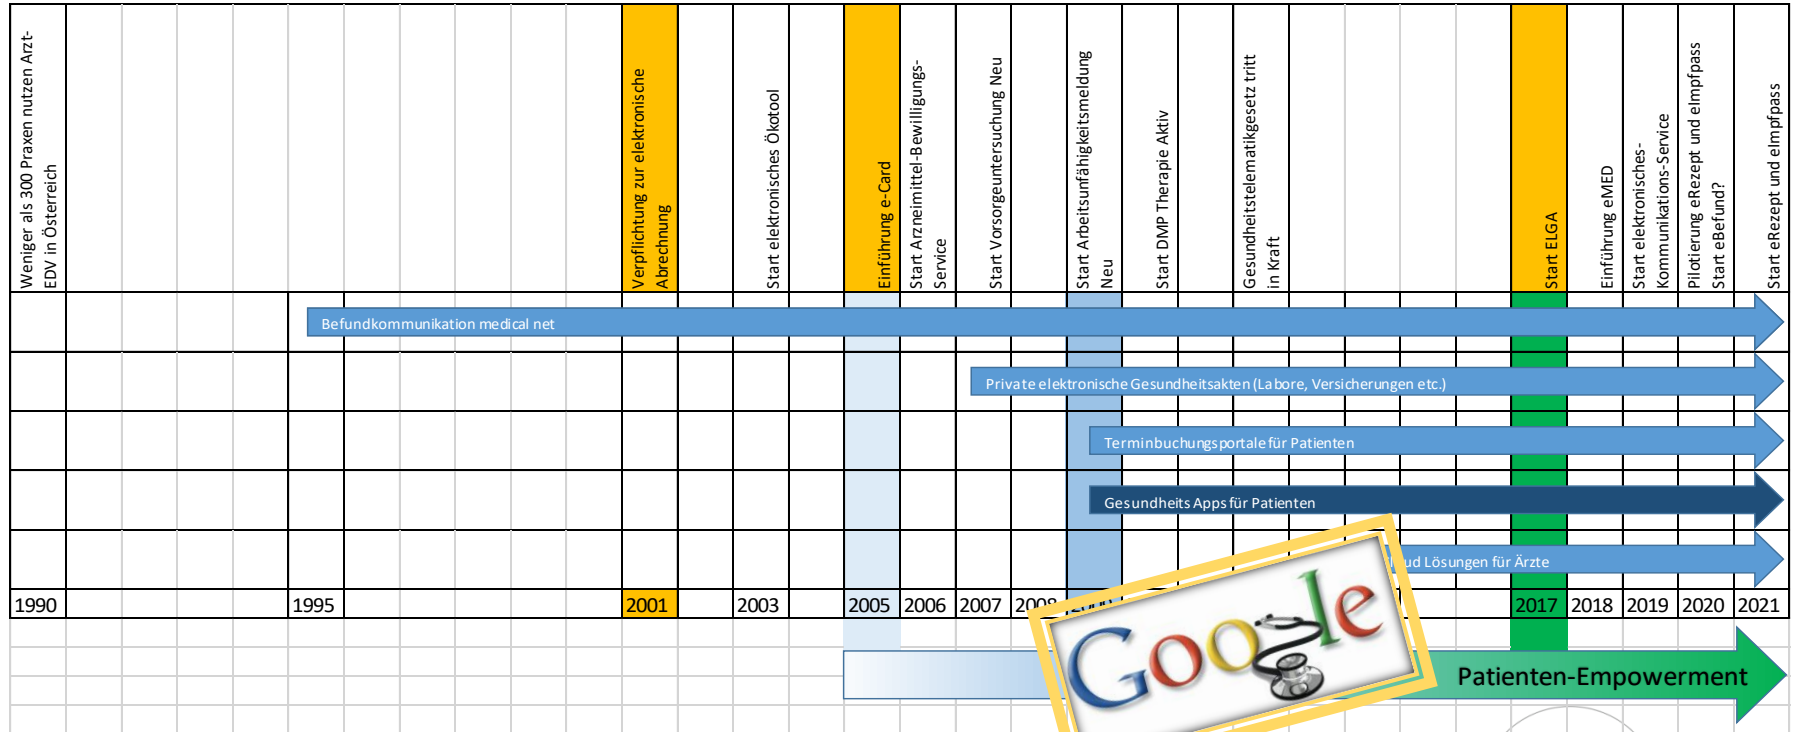 Weniger als 300 Praxen nutzen Arzt-
EDV in Österreich
Verpflichtung zur elektronische
Abrechnung
Start elektronisches Ökotool
Einführung e-Card
Start Arzneimittel-Bewilligungs-
Service
Start Vorsorgeuntersuchung Neu
Start Arbeitsunfähigkeitsmeldung
Neu
Start DMP Therapie Aktiv
Gesundheitstelematikgesetz tritt
in Kraft
Start ELGA
Einführung eMED
Start elektronisches-
Kommunikations-Service
Pilotierung eRezept und eImpfpass
Start eBefund?
Start eRezept und eImpfpass
Befundkommunikation medical net
Private elektronische Gesundheitsakten (Labore, Versicherungen etc.)
Terminbuchungsportale für Patienten
Gesundheits Apps für Patienten
Lösungen für Ärzte
1990
1995
2001
2003
2005
2006
2007
2008
2009
2017
2018
2019
2020
2021
Google
Patienten-Empowerment